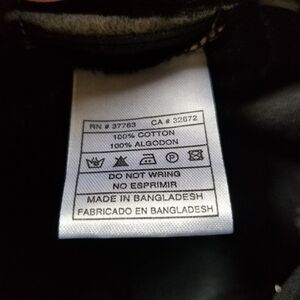 RN # 37763 CA # 32672
100% COTTON
100% ALGODON
DO NOT WRING
NO ESPRIMIR
MADE IN BANGLADESH
FABRICADO EN BANGLADESH